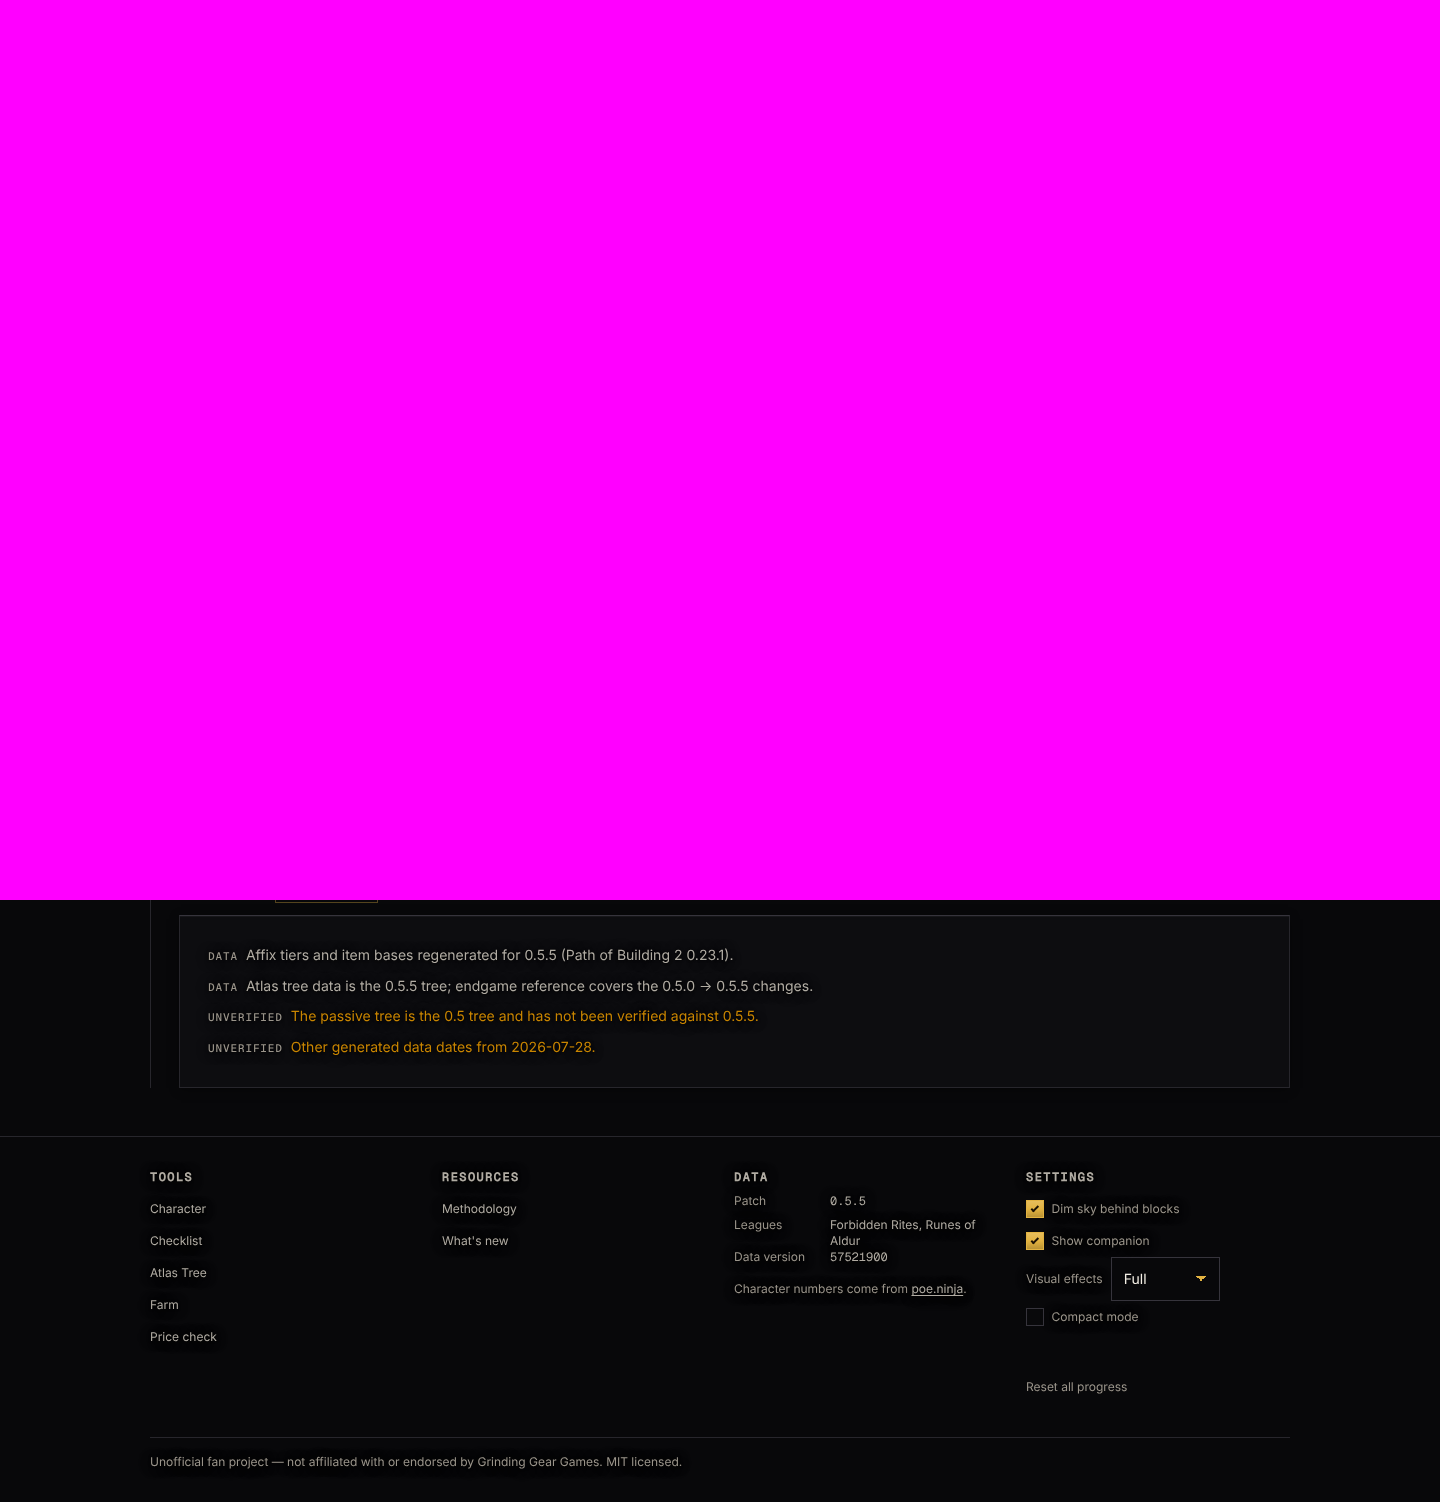 DATA Affix tiers and item bases regenerated for 0.5.5 (Path of Building 2 0.23.1).
DATA Atlas tree data is the 0.5.5 tree; endgame reference covers the 0.5.0 → 0.5.5 changes.
UNVERIFIED The passive tree is the 0.5 tree and has not been verified against 0.5.5.
UNVERIFIED Other generated data dates from 2026-07-28.
TOOLS
Character
Checklist
Atlas Tree
Farm
Price check
RESOURCES
Methodology
What's new
DATA
Patch 0.5.5
Leagues Forbidden Rites, Runes of
Aldur
Data version 57521900
Character numbers come from poe.ninja.
SETTINGS
Dim sky behind blocks
Show companion
Visual effects Full
Compact mode
Reset all progress
Unofficial fan project — not affiliated with or endorsed by Grinding Gear Games. MIT licensed.